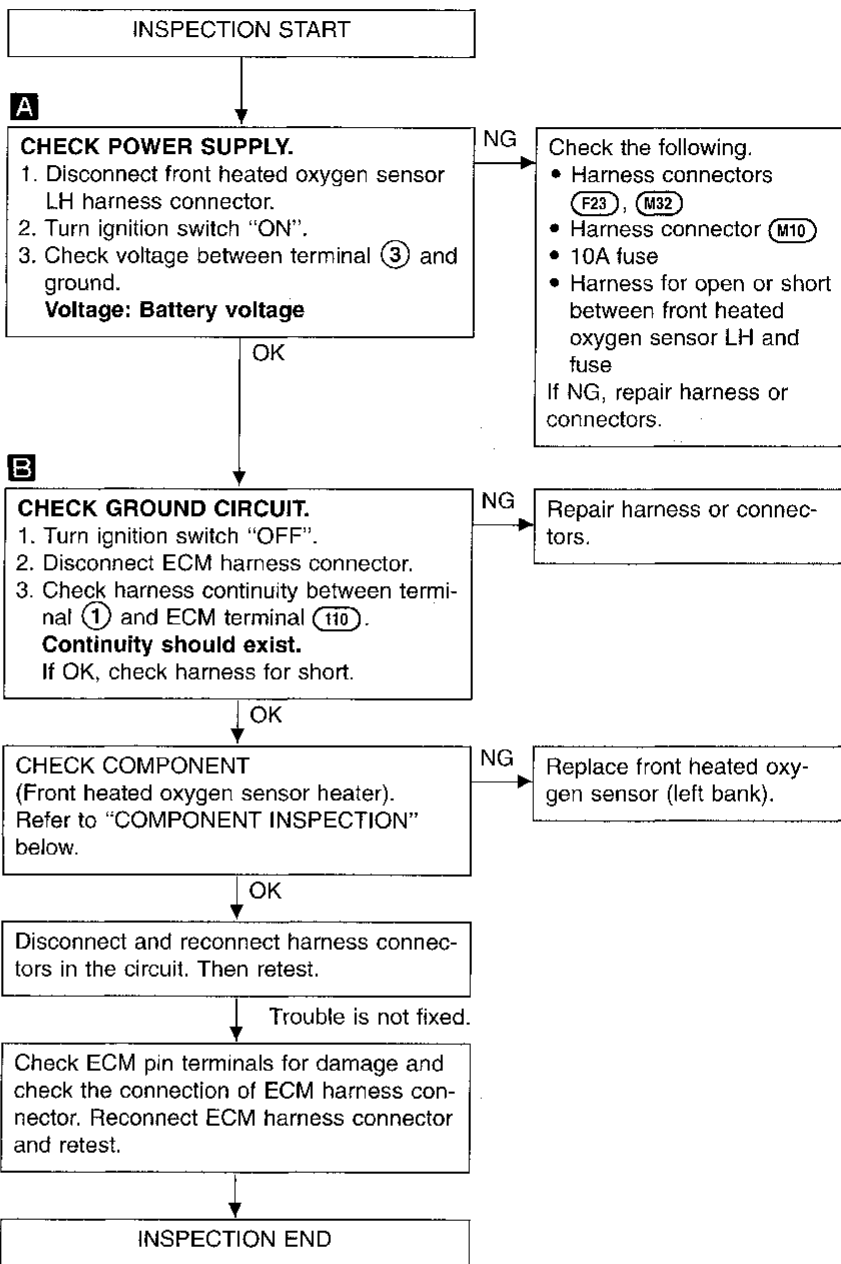 INSPECTION START
A
CHECK POWER SUPPLY.
1. Disconnect front heated oxygen sensor
LH harness connector.
2. Turn ignition switch “ON”.
3. Check voltage between terminal ③ and
ground.
Voltage: Battery voltage
NG
Check the following.
• Harness connectors
F23, M32
• Harness connector M10
• 10A fuse
• Harness for open or short
between front heated
oxygen sensor LH and
fuse
If NG, repair harness or
connectors.
OK
B
CHECK GROUND CIRCUIT.
1. Turn ignition switch “OFF”.
2. Disconnect ECM harness connector.
3. Check harness continuity between termi-
nal ① and ECM terminal 110.
Continuity should exist.
If OK, check harness for short.
NG
Repair harness or connec-
tors.
OK
CHECK COMPONENT
(Front heated oxygen sensor heater).
Refer to “COMPONENT INSPECTION”
below.
NG
Replace front heated oxy-
gen sensor (left bank).
OK
Disconnect and reconnect harness connec-
tors in the circuit. Then retest.
Trouble is not fixed.
Check ECM pin terminals for damage and
check the connection of ECM harness con-
nector. Reconnect ECM harness connector
and retest.
INSPECTION END